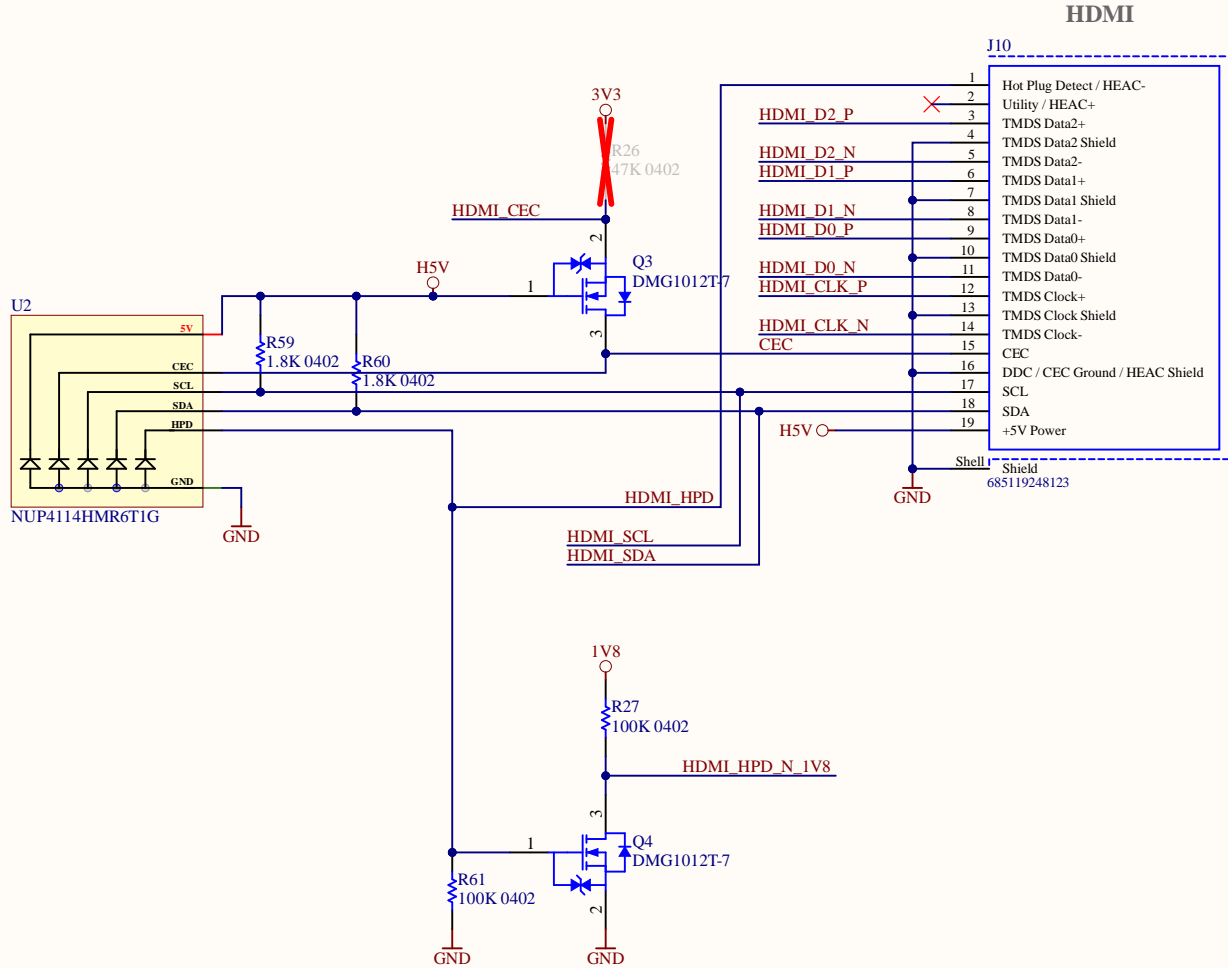 HDMI
J10
1 Hot Plug Detect / HEAC-
2 Utility / HEAC+
HDMI_D2_P 3 TMDS Data2+
4 TMDS Data2 Shield
HDMI_D2_N 5 TMDS Data2-
HDMI_D1_P 6 TMDS Data1+
7 TMDS Data1 Shield
HDMI_D1_N 8 TMDS Data1-
HDMI_D0_P 9 TMDS Data0+
10 TMDS Data0 Shield
HDMI_D0_N 11 TMDS Data0-
HDMI_CLK_P 12 TMDS Clock+
13 TMDS Clock Shield
HDMI_CLK_N 14 TMDS Clock-
CEC 15 CEC
16 DDC / CEC Ground / HEAC Shield
17 SCL
18 SDA
H5V 19 +5V Power
Shell Shield
685119248123
GND
3V3
R26
47K 0402
HDMI_CEC
2
Q3
DMG1012T-7
1
3
H5V
U2
5V
CEC
SCL
SDA
HPD
GND
NUP4114HMR6T1G
GND
R59
1.8K 0402
R60
1.8K 0402
HDMI_HPD
HDMI_SCL
HDMI_SDA
1V8
R27
100K 0402
HDMI_HPD_N_1V8
3
1
Q4
DMG1012T-7
2
R61
100K 0402
GND
GND